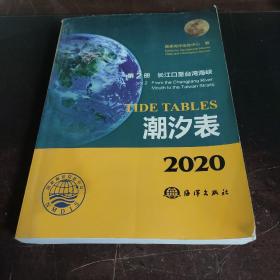 国家海洋信息中心 编
第2册 长江口至台湾海峡
Vol.2 From the Changjiang River
Mouth to the Taiwan Straits
TIDE TABLES
潮汐表
2020
海洋出版社
NMDIS